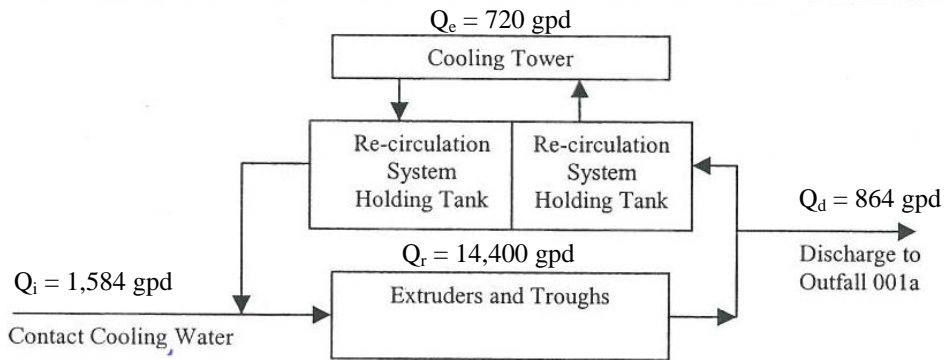 Qₑ = 720 gpd
Cooling Tower
Re-circulation
System
Holding Tank
Re-circulation
System
Holding Tank
Q_d = 864 gpd
Discharge to
Outfall 001a
Qᵣ = 14,400 gpd
Extruders and Troughs
Qᵢ = 1,584 gpd
Contact Cooling Water